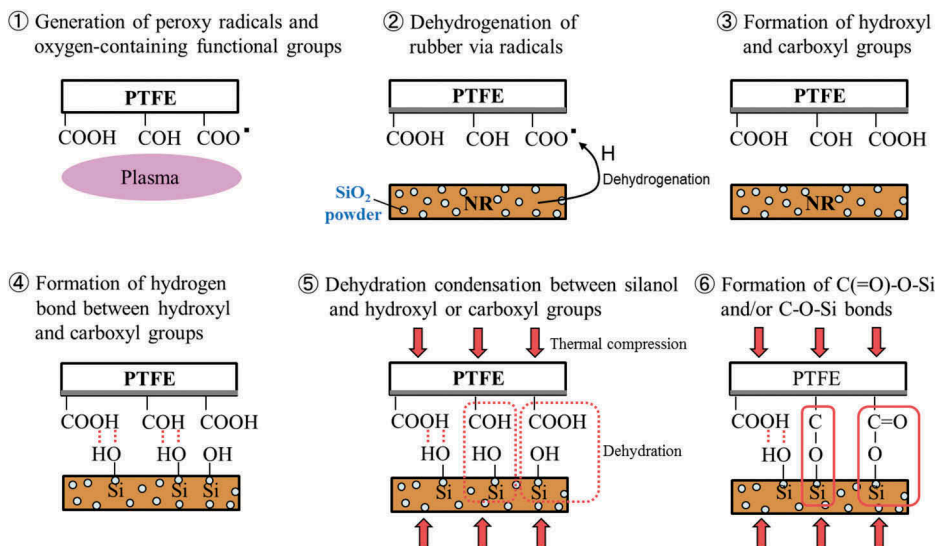 ① Generation of peroxy radicals and
oxygen-containing functional groups
PTFE
COOH COH COO▪
Plasma
② Dehydrogenation of
rubber via radicals
PTFE
COOH COH COO▪
H
Dehydrogenation
SiO₂
powder
NR
③ Formation of hydroxyl
and carboxyl groups
PTFE
COOH COH COOH
NR
④ Formation of hydrogen
bond between hydroxyl
and carboxyl groups
PTFE
COOH COH COOH
HO HO OH
Si Si Si
⑤ Dehydration condensation between silanol
and hydroxyl or carboxyl groups
Thermal compression
PTFE
COOH COH COOH
HO HO OH
Dehydration
Si Si Si
⑥ Formation of C(=O)-O-Si
and/or C-O-Si bonds
PTFE
COOH C C=O
HO O O
Si Si Si